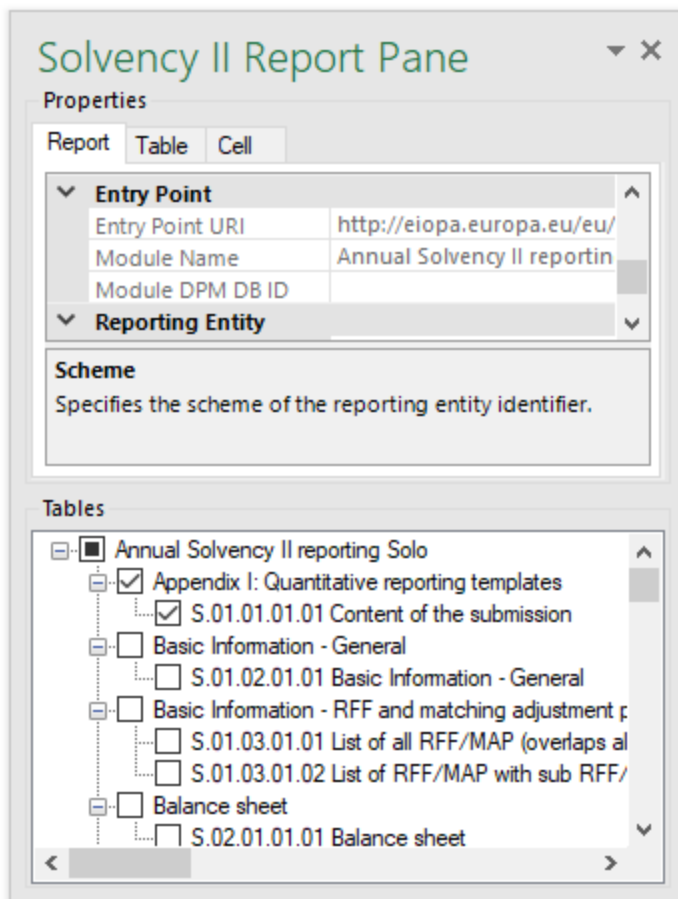 Solvency II Report Pane
Properties
Report Table Cell
Entry Point
Entry Point URI http://eiopa.europa.eu/eu/
Module Name Annual Solvency II reportin
Module DPM DB ID
Reporting Entity
Scheme
Specifies the scheme of the reporting entity identifier.
Tables
Annual Solvency II reporting Solo
Appendix I: Quantitative reporting templates
S.01.01.01.01 Content of the submission
Basic Information - General
S.01.02.01.01 Basic Information - General
Basic Information - RFF and matching adjustment p
S.01.03.01.01 List of all RFF/MAP (overlaps al
S.01.03.01.02 List of RFF/MAP with sub RFF/
Balance sheet
S.02.01.01.01 Balance sheet